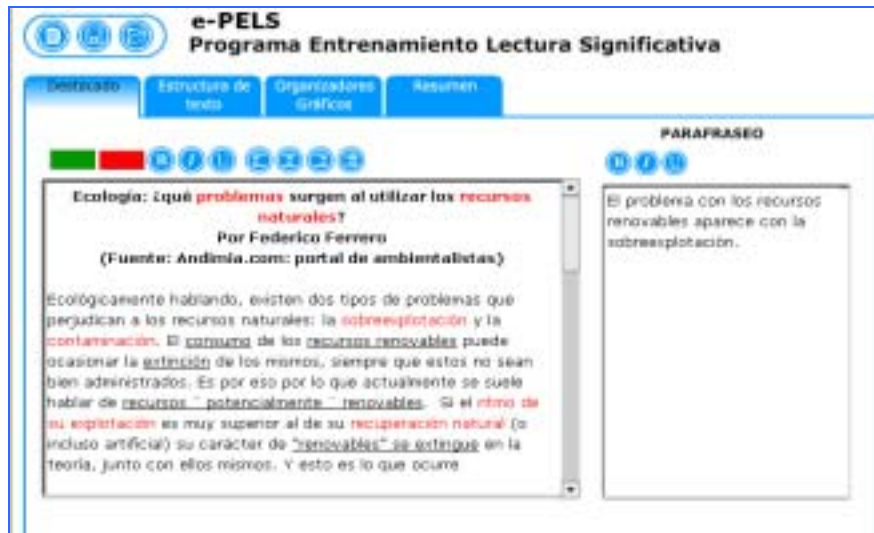 e-PELS
Programa Entrenamiento Lectura Significativa
Destacado
Estructura de
texto
Organizadores
Gráficos
Resumen
PARAFRASEO
Ecología: ¿qué problemas surgen al utilizar los recursos
naturales?
Por Federico Ferrero
(Fuente: Andimia.com: portal de ambientalistas)
Ecológicamente hablando, existen dos tipos de problemas que
perjudican a los recursos naturales: la sobreexplotación y la
contaminación. El consumo de los recursos renovables puede
ocasionar la extinción de los mismos, siempre que estos no sean
bien administrados. Es por eso por lo que actualmente se suele
hablar de recursos ¨ potencialmente ¨ renovables. Si el ritmo de
su explotación es muy superior al de su recuperación natural (o
incluso artificial) su carácter de "renovables" se extingue en la
teoría, junto con ellos mismos. Y esto es lo que ocurre
El problema con los recursos
renovables aparece con la
sobreexplotación.